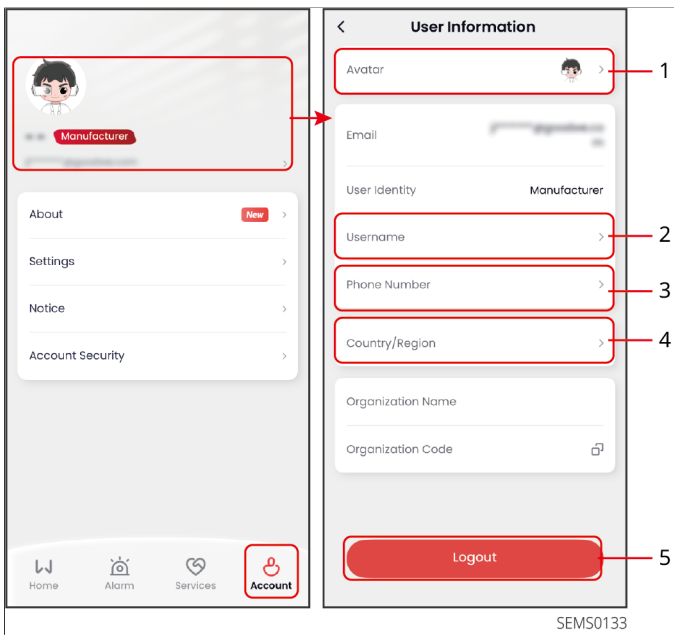 Manufacturer
About
New
Settings
Notice
Account Security
Home
Alarm
Services
Account
User Information
Avatar
1
Email
User Identity
Manufacturer
Username
2
Phone Number
3
Country/Region
4
Organization Name
Organization Code
Logout
5
SEMS0133